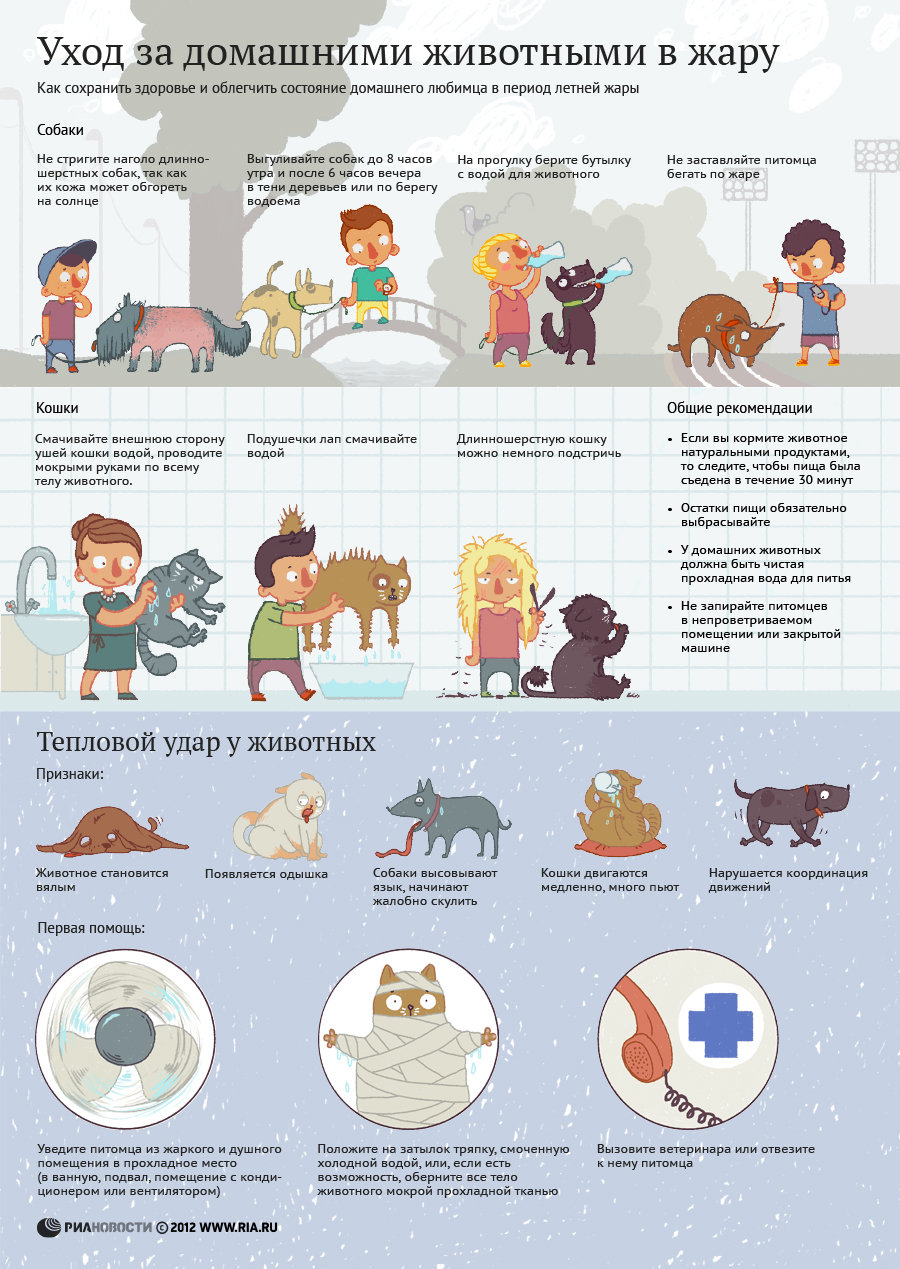 Уход за домашними животными в жару
Как сохранить здоровье и облегчить состояние домашнего любимца в период летней жары
Собаки
Не стригите наголо длинно-
шерстных собак, так как
их кожа может обгореть
на солнце
Выгуливайте собак до 8 часов
утра и после 6 часов вечера
в тени деревьев или по берегу
водоема
На прогулку берите бутылку
с водой для животного
Не заставляйте питомца
бегать по жаре
Кошки
Смачивайте внешнюю сторону
ушей кошки водой, проводите
мокрыми руками по всему
телу животного.
Подушечки лап смачивайте
водой
Длинношерстную кошку
можно немного подстричь
Общие рекомендации
• Если вы кормите животное
натуральными продуктами,
то следите, чтобы пища была
съедена в течение 30 минут
• Остатки пищи обязательно
выбрасывайте
• У домашних животных
должна быть чистая
прохладная вода для питья
• Не запирайте питомцев
в непроветриваемом
помещении или закрытой
машине
Тепловой удар у животных
Признаки:
Животное становится
вялым
Появляется одышка
Собаки высовывают
язык, начинают
жалобно скулить
Кошки двигаются
медленно, много пьют
Нарушается координация
движений
Первая помощь:
Уведите питомца из жаркого и душного
помещения в прохладное место
(в ванную, подвал, помещение с конди-
ционером или вентилятором)
Положите на затылок тряпку, смоченную
холодной водой, или, если есть
возможность, оберните все тело
животного мокрой прохладной тканью
Вызовите ветеринара или отвезите
к нему питомца
РИАНОВОСТИ © 2012 WWW.RIA.RU